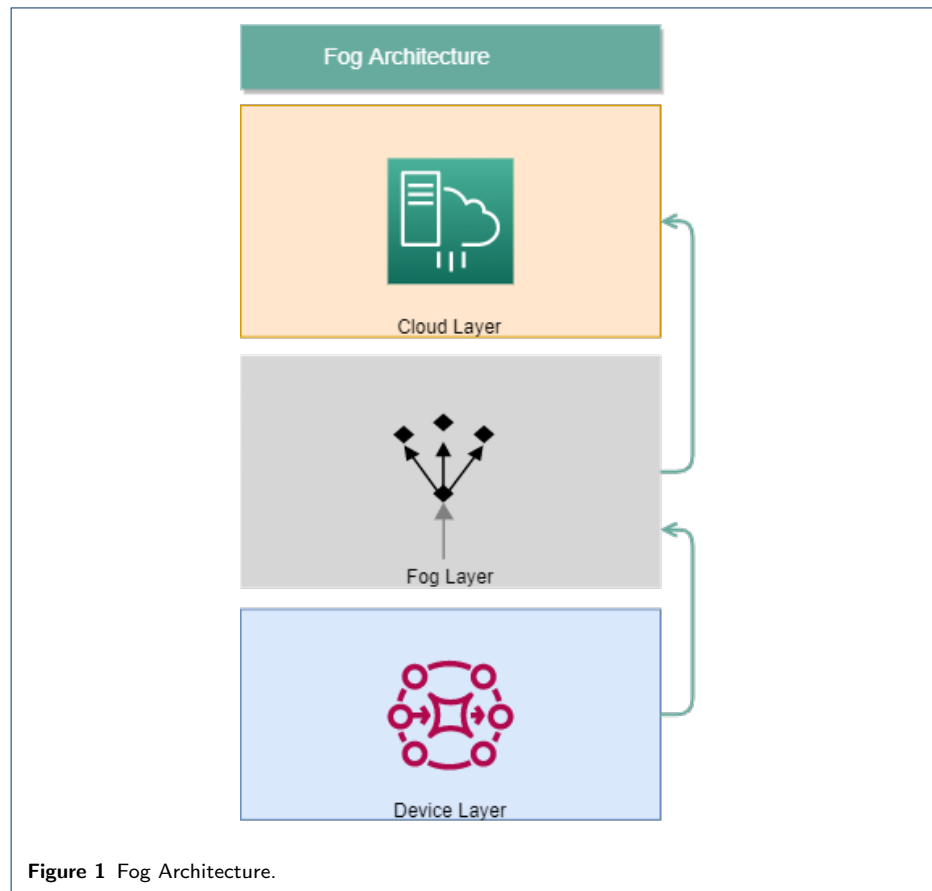 Fog Architecture
Cloud Layer
Fog Layer
Device Layer
Figure 1 Fog Architecture.